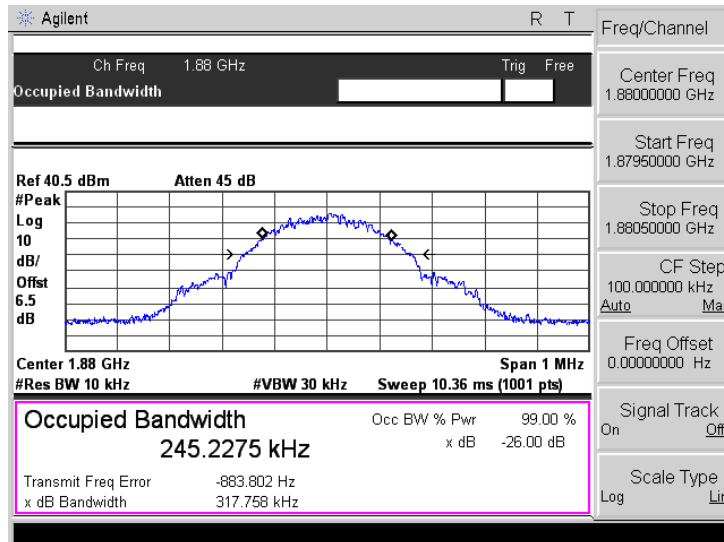 Agilent R T
Ch Freq 1.88 GHz Trig Free
Occupied Bandwidth
Ref 40.5 dBm Atten 45 dB
#Peak
Log
10
dB/
Offst
6.5
dB
Center 1.88 GHz Span 1 MHz
#Res BW 10 kHz #VBW 30 kHz Sweep 10.36 ms (1001 pts)
Occupied Bandwidth Occ BW % Pwr 99.00 %
245.2275 kHz x dB -26.00 dB
Transmit Freq Error -883.802 Hz
x dB Bandwidth 317.758 kHz
Freq/Channel
Center Freq
1.88000000 GHz
Start Freq
1.87950000 GHz
Stop Freq
1.88050000 GHz
CF Step
100.000000 kHz
Auto Ma
Freq Offset
0.00000000 Hz
Signal Track
On Off
Scale Type
Log Lin